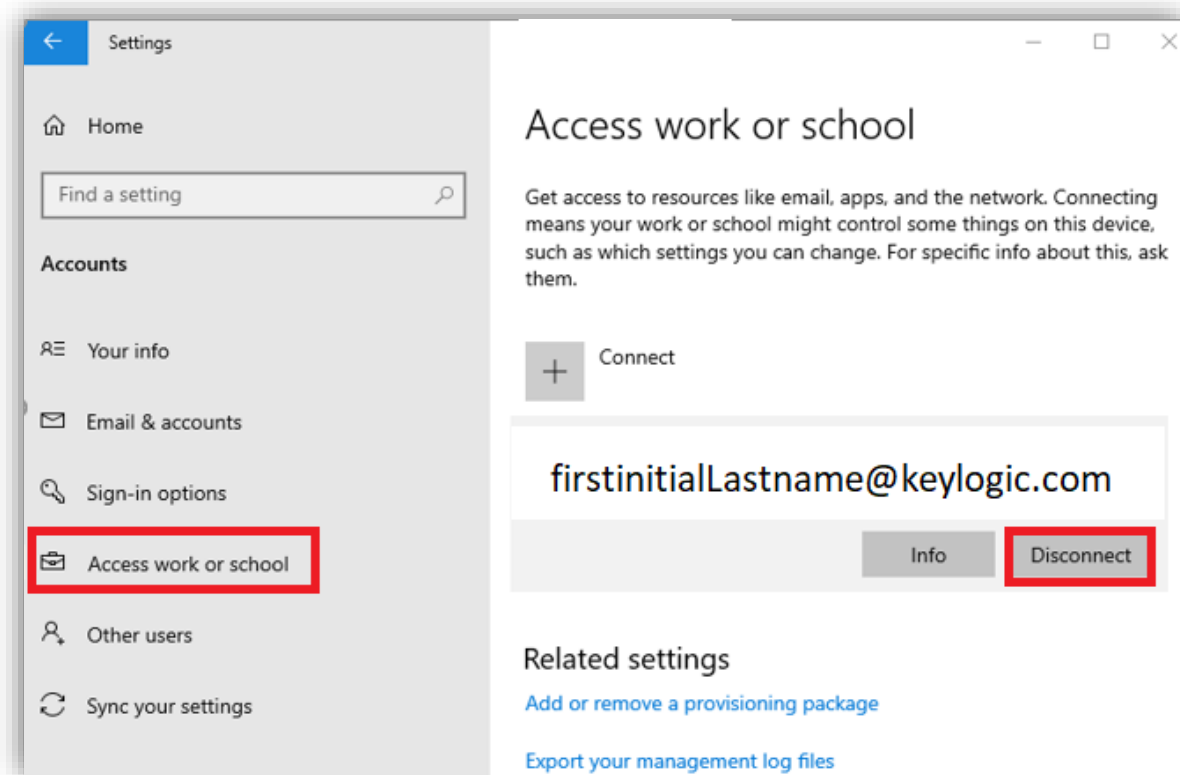 Settings
Home
Find a setting
Accounts
Your info
Email & accounts
Sign-in options
Access work or school
Other users
Sync your settings
Access work or school
Get access to resources like email, apps, and the network. Connecting
means your work or school might control some things on this device,
such as which settings you can change. For specific info about this, ask
them.
Connect
firstinitialLastname@keylogic.com
Info Disconnect
Related settings
Add or remove a provisioning package
Export your management log files